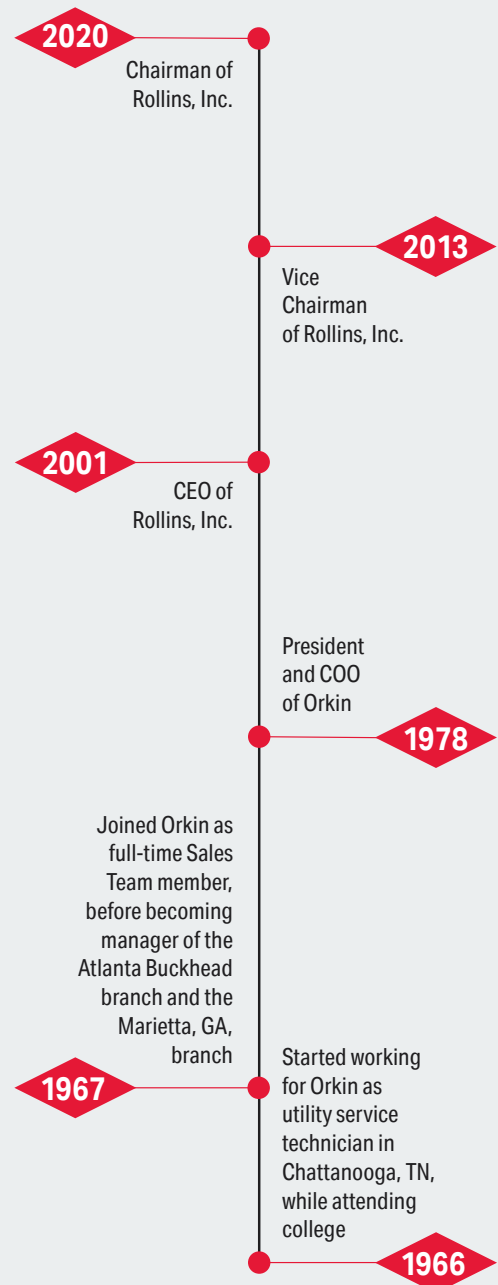 2020
Chairman of
Rollins, Inc.
2013
Vice
Chairman
of Rollins, Inc.
2001
CEO of
Rollins, Inc.
President
and COO
of Orkin
1978
Joined Orkin as
full-time Sales
Team member,
before becoming
manager of the
Atlanta Buckhead
branch and the
Marietta, GA,
branch
1967
Started working
for Orkin as
utility service
technician in
Chattanooga, TN,
while attending
college
1966